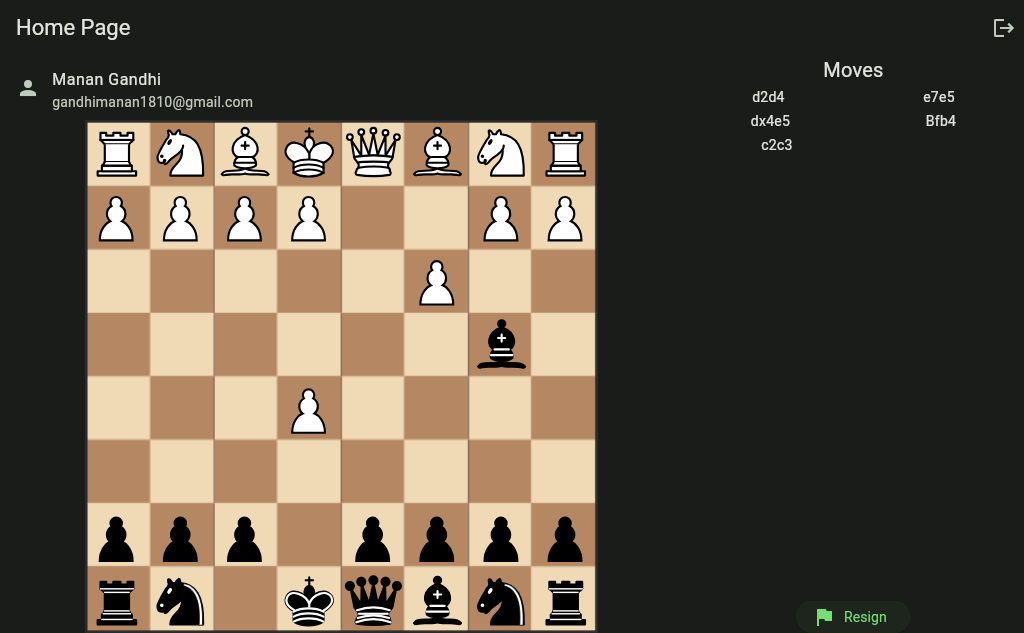 Home Page
Manan Gandhi
gandhimanan1810@gmail.com
Moves
d2d4 e7e5
dx4e5 Bfb4
c2c3
Resign